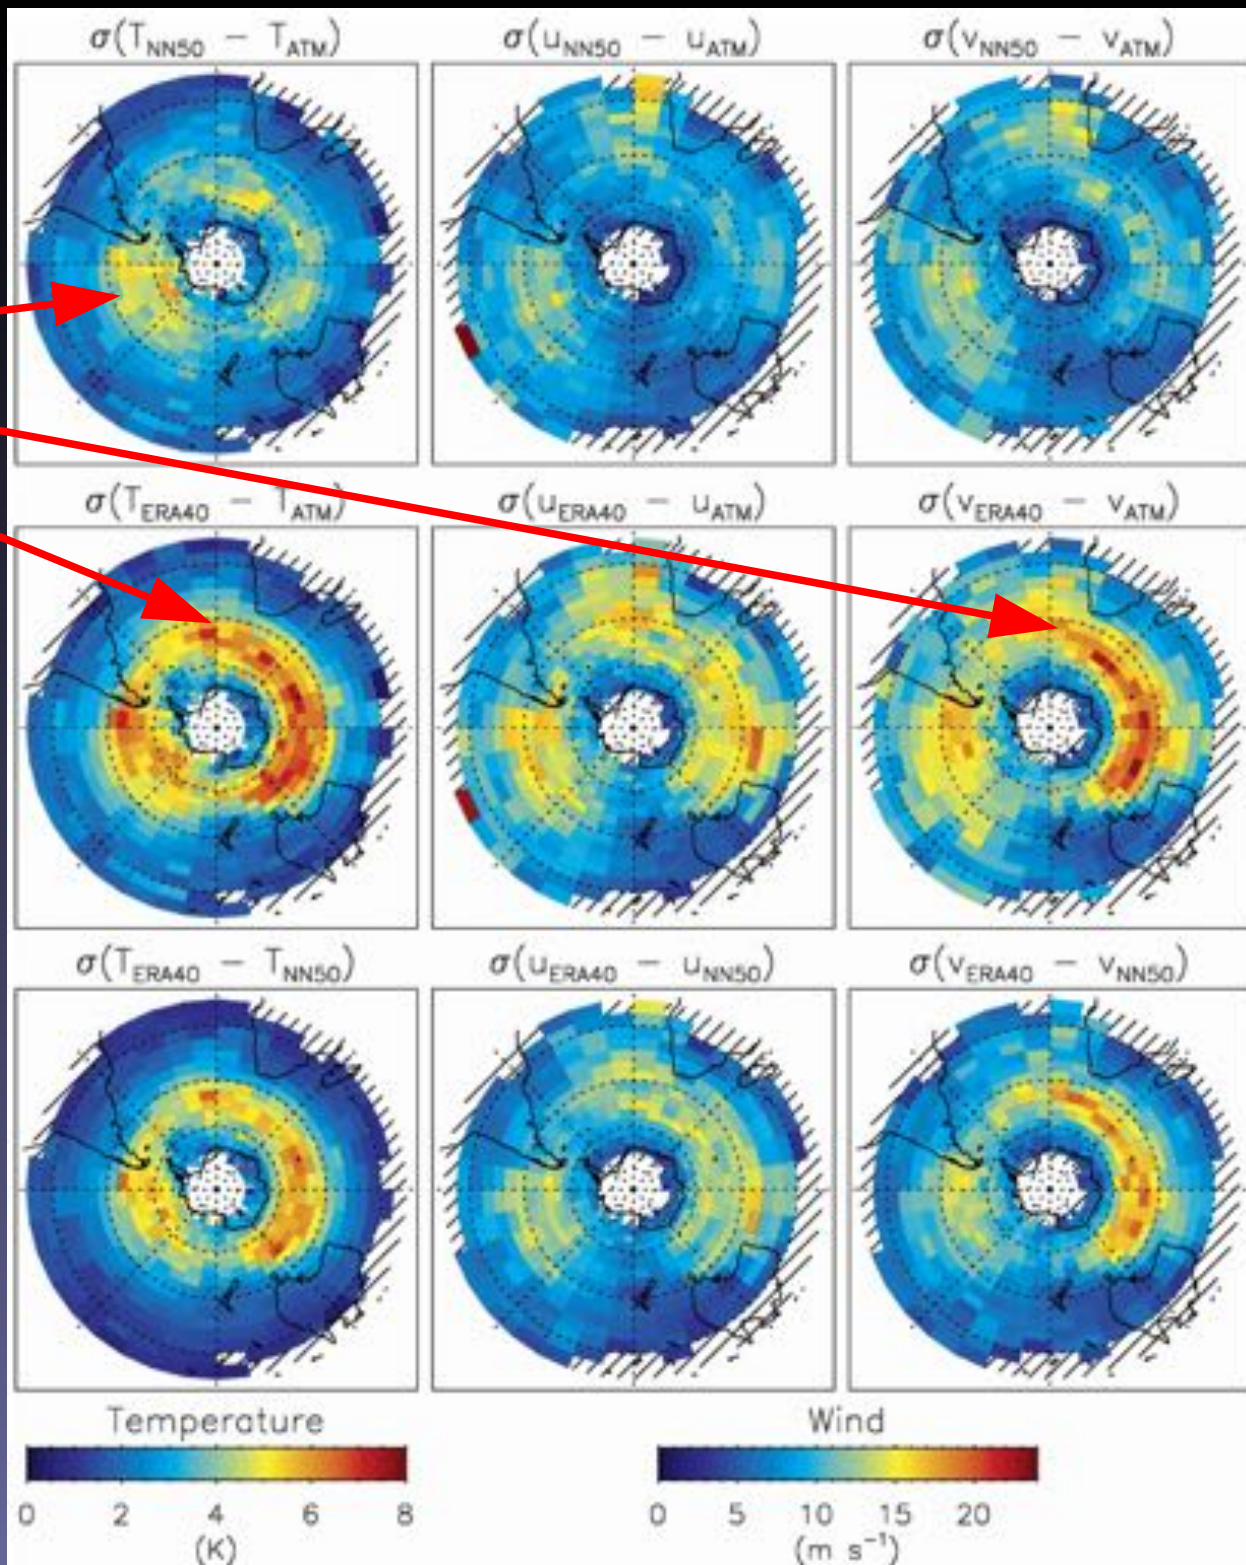 σ(T_NN50 − T_ATM) σ(u_NN50 − u_ATM) σ(v_NN50 − v_ATM)
σ(T_ERA40 − T_ATM) σ(u_ERA40 − u_ATM) σ(v_ERA40 − v_ATM)
σ(T_ERA40 − T_NN50) σ(u_ERA40 − u_NN50) σ(v_ERA40 − v_NN50)
Temperature Wind
0 2 4 6 8 0 5 10 15 20
(K) (m s⁻¹)